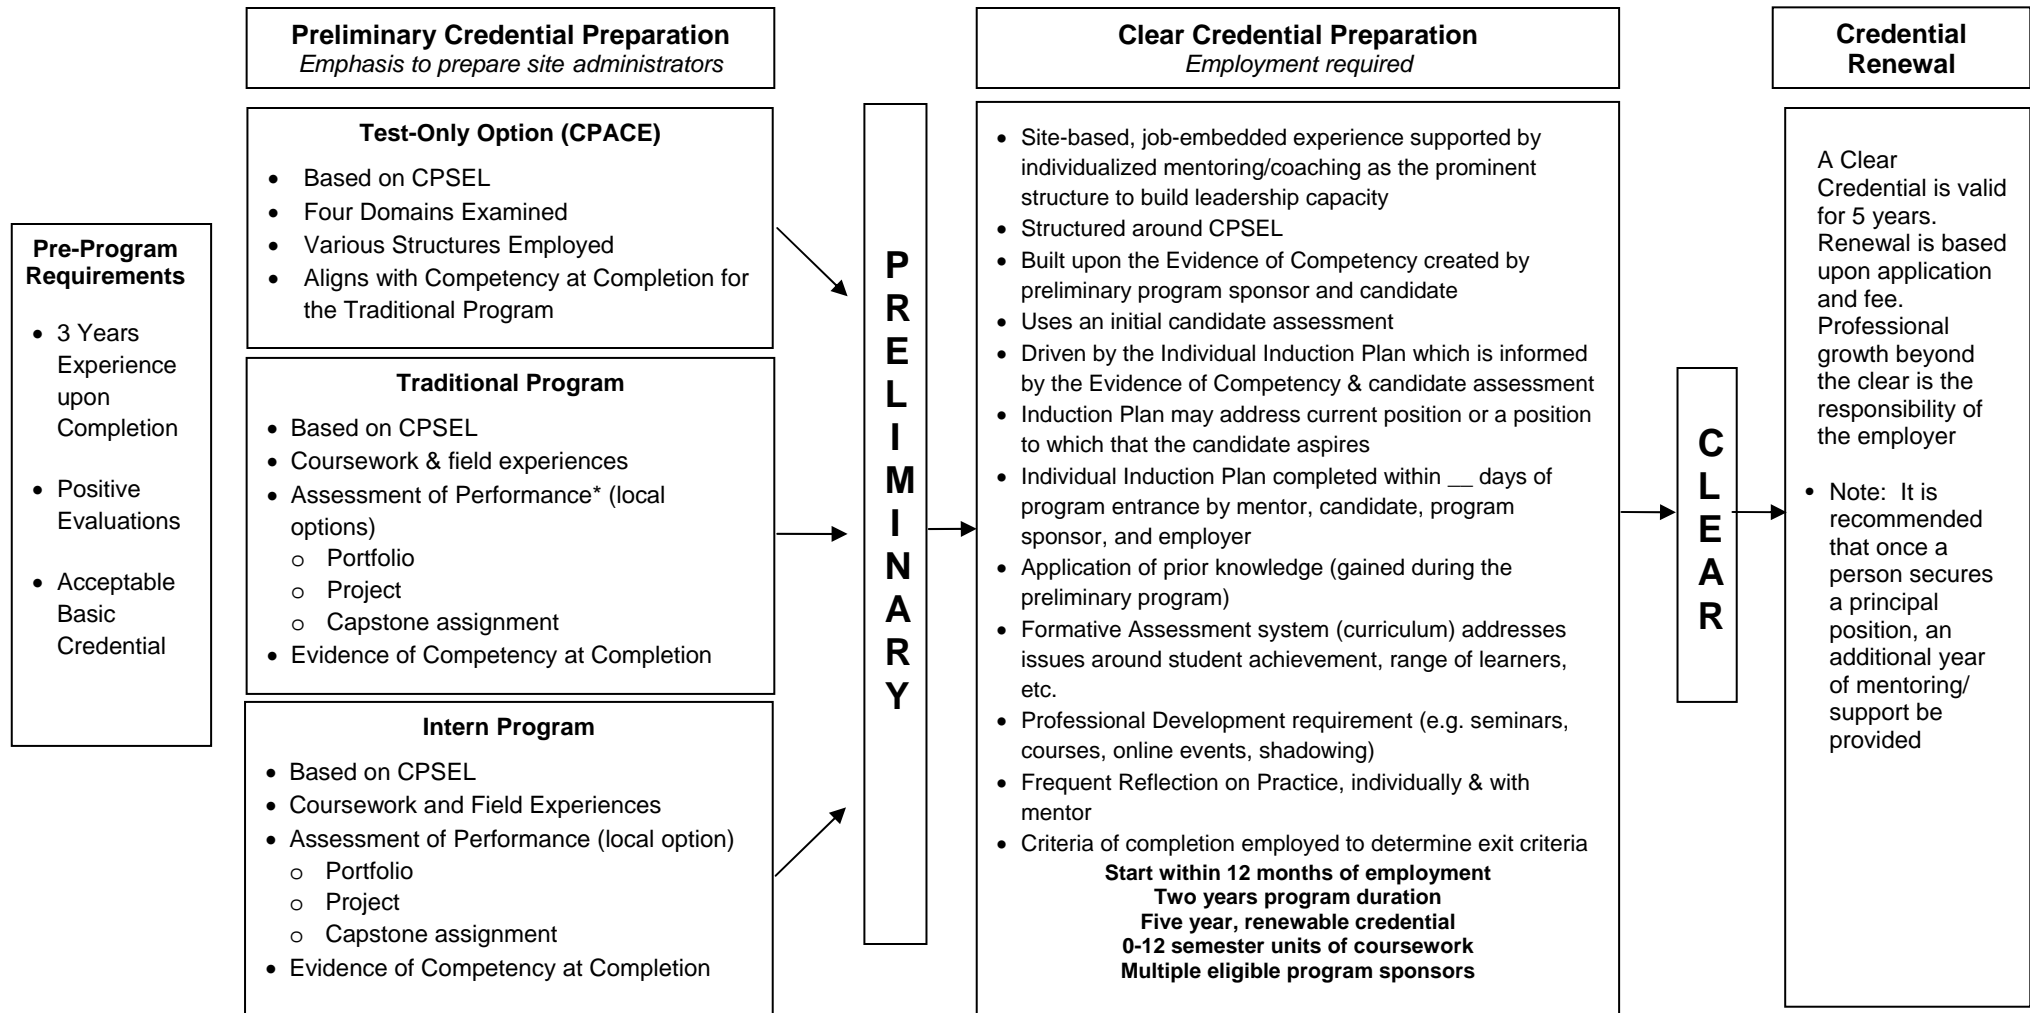 Preliminary Credential Preparation
Emphasis to prepare site administrators
Clear Credential Preparation
Employment required
Credential
Renewal
Pre-Program
Requirements
• 3 Years
Experience
upon
Completion
• Positive
Evaluations
• Acceptable
Basic
Credential
Test-Only Option (CPACE)
• Based on CPSEL
• Four Domains Examined
• Various Structures Employed
• Aligns with Competency at Completion for
the Traditional Program
Traditional Program
• Based on CPSEL
• Coursework & field experiences
• Assessment of Performance* (local
options)
o Portfolio
o Project
o Capstone assignment
• Evidence of Competency at Completion
Intern Program
• Based on CPSEL
• Coursework and Field Experiences
• Assessment of Performance (local option)
o Portfolio
o Project
o Capstone assignment
• Evidence of Competency at Completion
P
R
E
L
I
M
I
N
A
R
Y
• Site-based, job-embedded experience supported by
individualized mentoring/coaching as the prominent
structure to build leadership capacity
• Structured around CPSEL
• Built upon the Evidence of Competency created by
preliminary program sponsor and candidate
• Uses an initial candidate assessment
• Driven by the Individual Induction Plan which is informed
by the Evidence of Competency & candidate assessment
• Induction Plan may address current position or a position
to which that the candidate aspires
• Individual Induction Plan completed within __ days of
program entrance by mentor, candidate, program
sponsor, and employer
• Application of prior knowledge (gained during the
preliminary program)
• Formative Assessment system (curriculum) addresses
issues around student achievement, range of learners,
etc.
• Professional Development requirement (e.g. seminars,
courses, online events, shadowing)
• Frequent Reflection on Practice, individually & with
mentor
• Criteria of completion employed to determine exit criteria
Start within 12 months of employment
Two years program duration
Five year, renewable credential
0-12 semester units of coursework
Multiple eligible program sponsors
C
L
E
A
R
A Clear
Credential is valid
for 5 years.
Renewal is based
upon application
and fee.
Professional
growth beyond
the clear is the
responsibility of
the employer
• Note: It is
recommended
that once a
person secures
a principal
position, an
additional year
of mentoring/
support be
provided